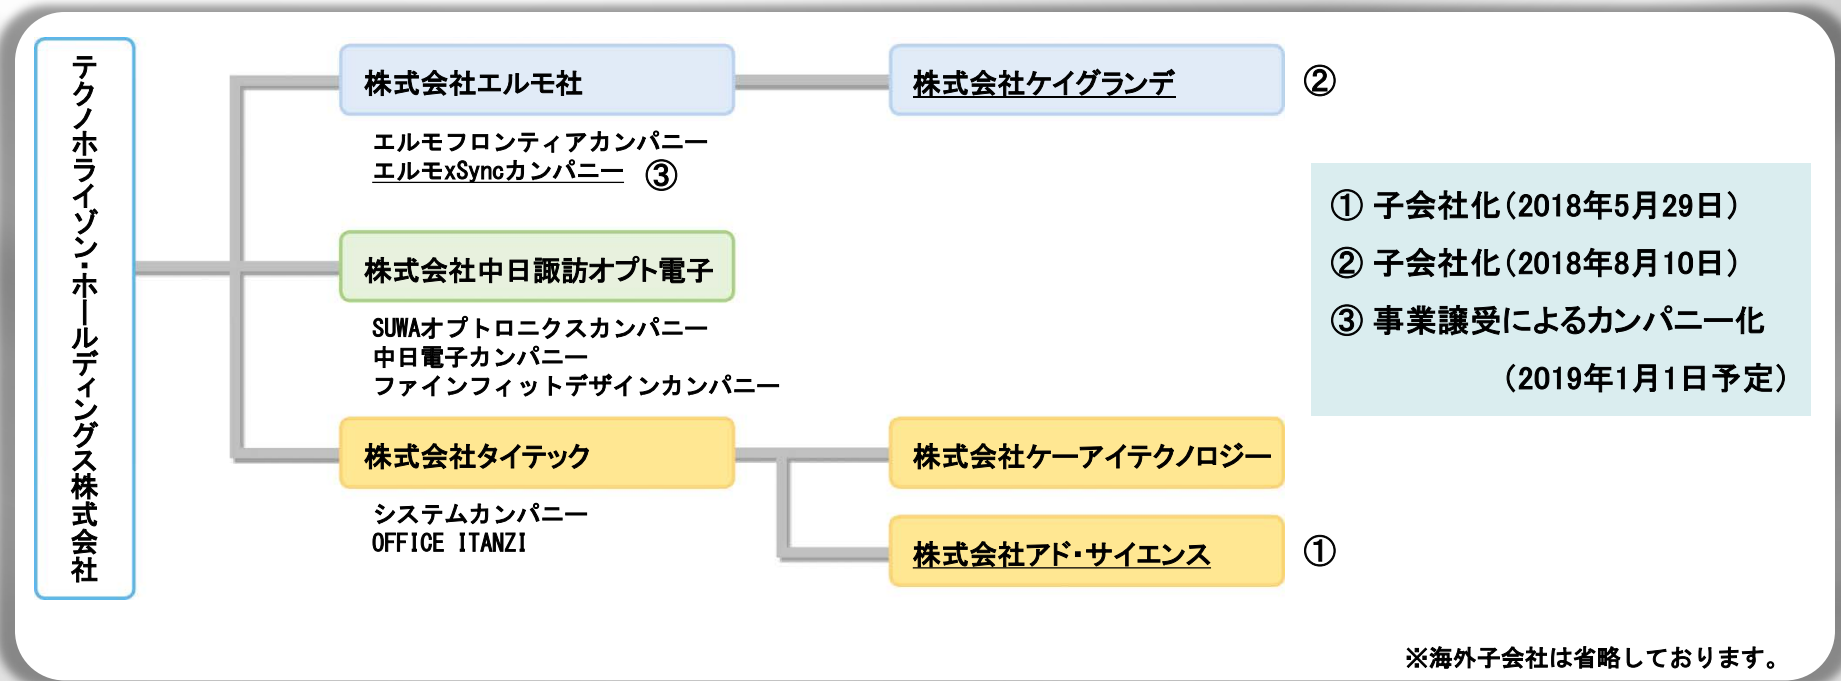 テクノホライゾン・ホールディングス株式会社
株式会社エルモ社
エルモフロンティアカンパニー
エルモxSyncカンパニー ③
株式会社ケイグランデ ②
株式会社中日諏訪オプト電子
SUWAオプトロニクスカンパニー
中日電子カンパニー
ファインフィットデザインカンパニー
株式会社タイテック
システムカンパニー
OFFICE ITANZI
株式会社ケーアイテクノロジー
株式会社アド・サイエンス ①
① 子会社化(2018年5月29日)
② 子会社化(2018年8月10日)
③ 事業譲受によるカンパニー化
(2019年1月1日予定)
※海外子会社は省略しております。